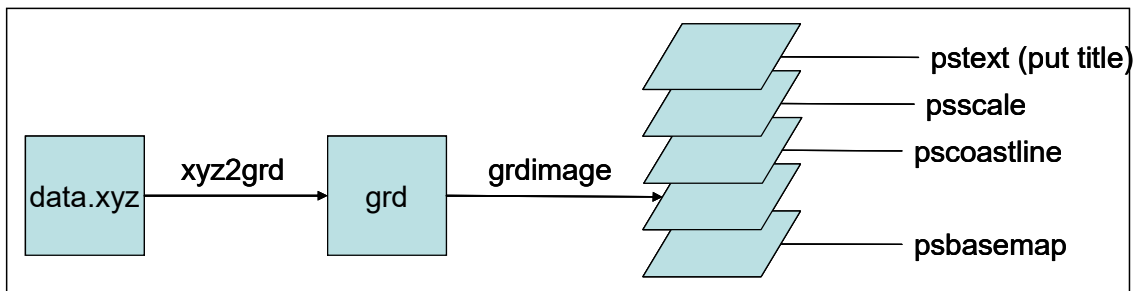 data.xyz
xyz2grd
grd
grdimage
pstext (put title)
psscale
pscoastline
psbasemap